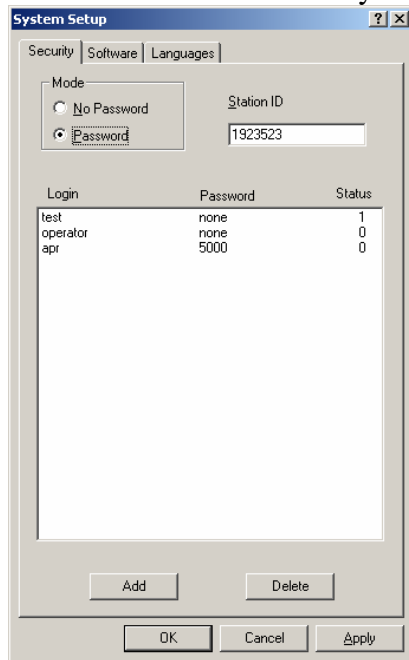 System Setup
Security Software Languages
Mode
No Password
Password
Station ID
1923523
Login Password Status
test none 1
operator none 0
apr 5000 0
Add Delete
OK Cancel Apply